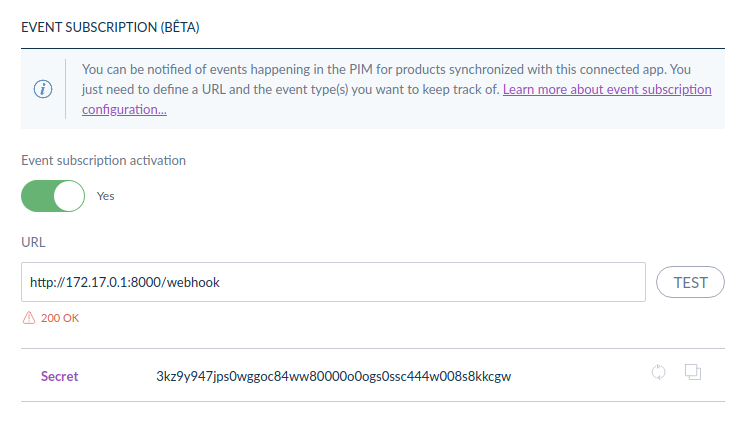 EVENT SUBSCRIPTION (BÊTA)
You can be notified of events happening in the PIM for products synchronized with this connected app. You
just need to define a URL and the event type(s) you want to keep track of. Learn more about event subscription
configuration...
Event subscription activation
Yes
URL
http://172.17.0.1:8000/webhook
TEST
200 OK
Secret
3kz9y947jps0wggoc84ww80000o0ogs0ssc444w008s8kkcgw